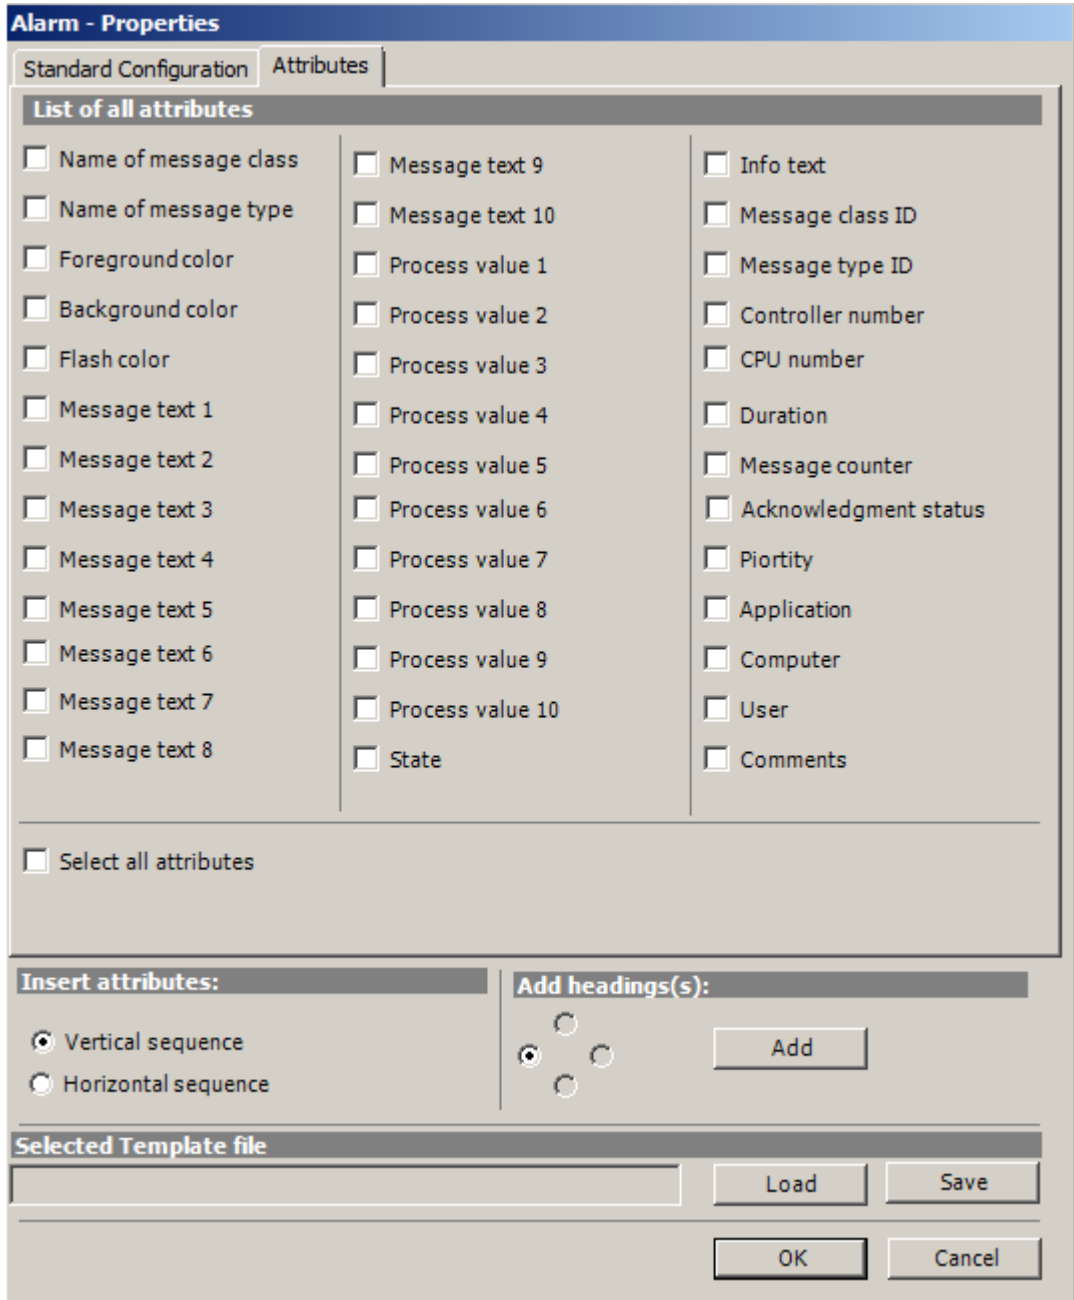 Alarm - Properties
Standard Configuration
Attributes
List of all attributes
Name of message class
Name of message type
Foreground color
Background color
Flash color
Message text 1
Message text 2
Message text 3
Message text 4
Message text 5
Message text 6
Message text 7
Message text 8
Message text 9
Message text 10
Process value 1
Process value 2
Process value 3
Process value 4
Process value 5
Process value 6
Process value 7
Process value 8
Process value 9
Process value 10
State
Info text
Message class ID
Message type ID
Controller number
CPU number
Duration
Message counter
Acknowledgment status
Piortity
Application
Computer
User
Comments
Select all attributes
Insert attributes:
Vertical sequence
Horizontal sequence
Add headings(s):
Add
Selected Template file
Load
Save
OK
Cancel